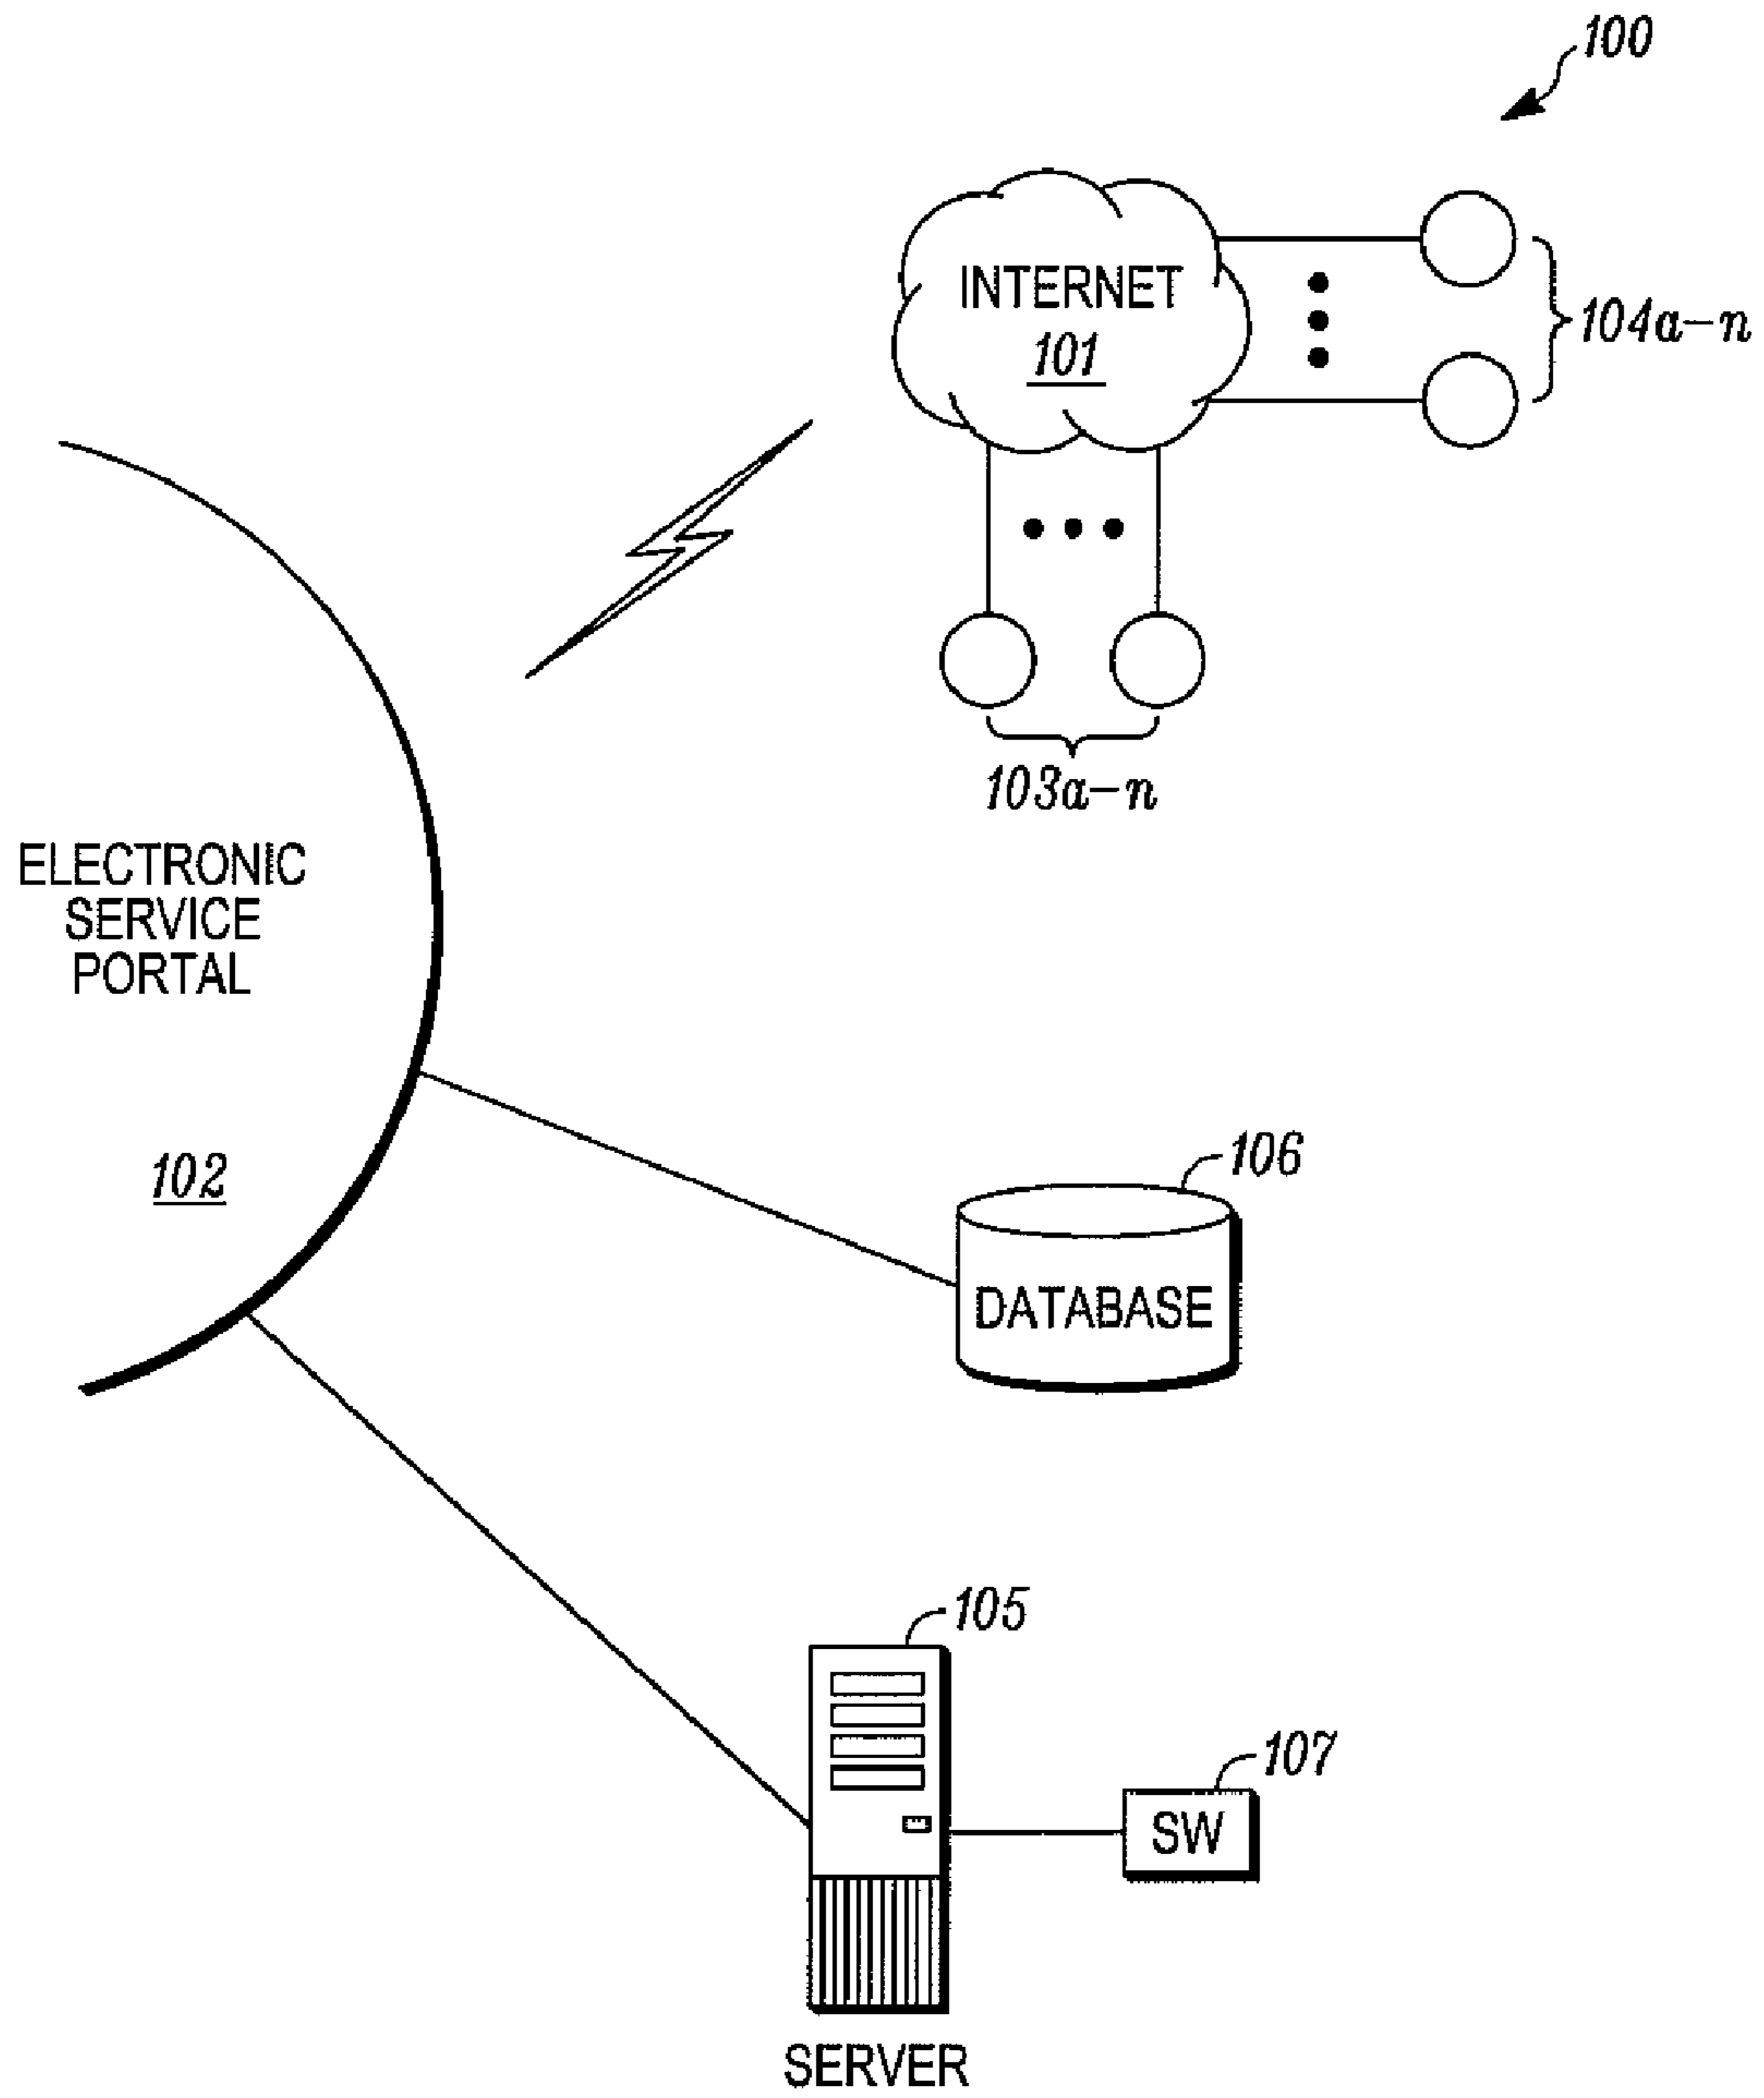 100
INTERNET
101
104a-n
103a-n
ELECTRONIC
SERVICE
PORTAL
102
106
DATABASE
105
107
SW
SERVER